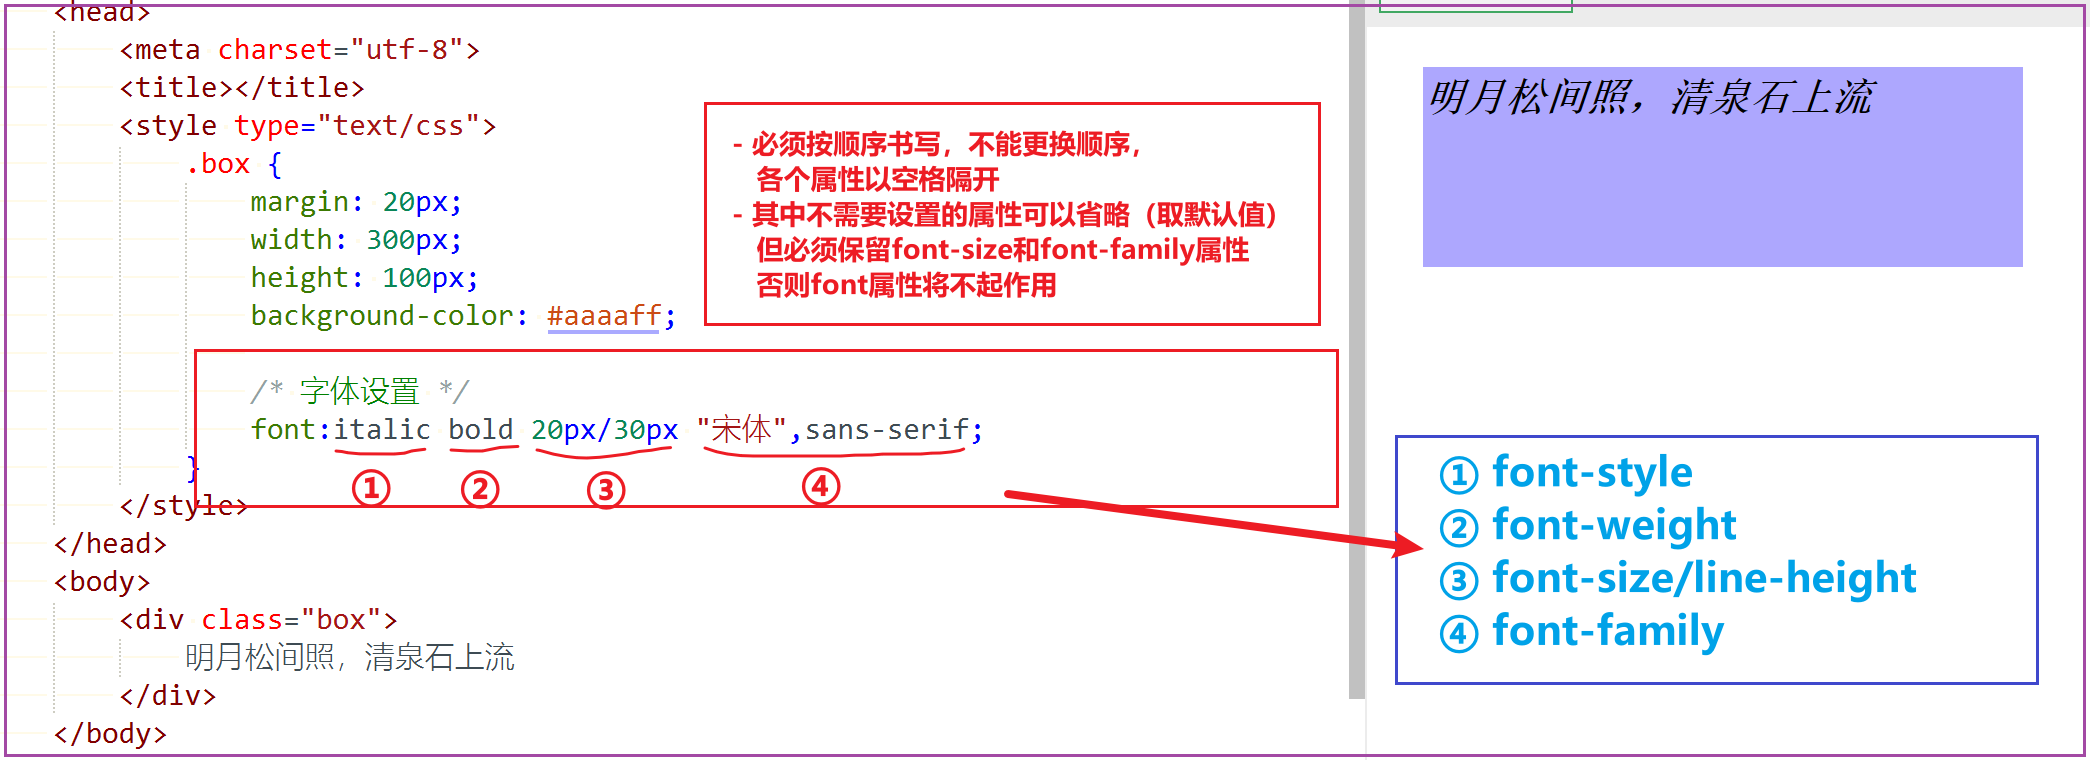 <head>
<meta charset="utf-8">
<title></title>
<style type="text/css">
.box {
margin: 20px;
width: 300px;
height: 100px;
background-color: #aaaaff;
/* 字体设置 */
font:italic bold 20px/30px "宋体",sans-serif;
① ② ③ ④
}
</style>
</head>
<body>
<div class="box">
明月松间照，清泉石上流
</div>
</body>
- 必须按顺序书写，不能更换顺序，
各个属性以空格隔开
- 其中不需要设置的属性可以省略（取默认值）
但必须保留font-size和font-family属性
否则font属性将不起作用
明月松间照，清泉石上流
① font-style
② font-weight
③ font-size/line-height
④ font-family